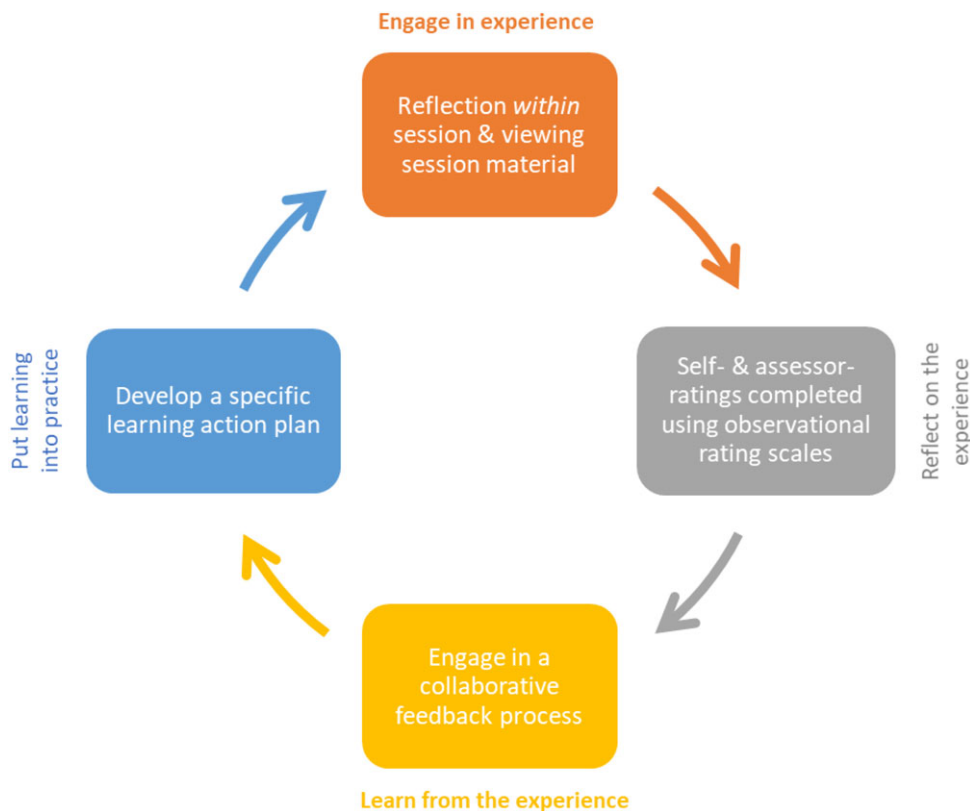 Engage in experience
Reflection within
session & viewing
session material
Self- & assessor-
ratings completed
using observational
rating scales
Reflect on the
experience
Engage in a
collaborative
feedback process
Learn from the experience
Develop a specific
learning action plan
Put learning
into practice